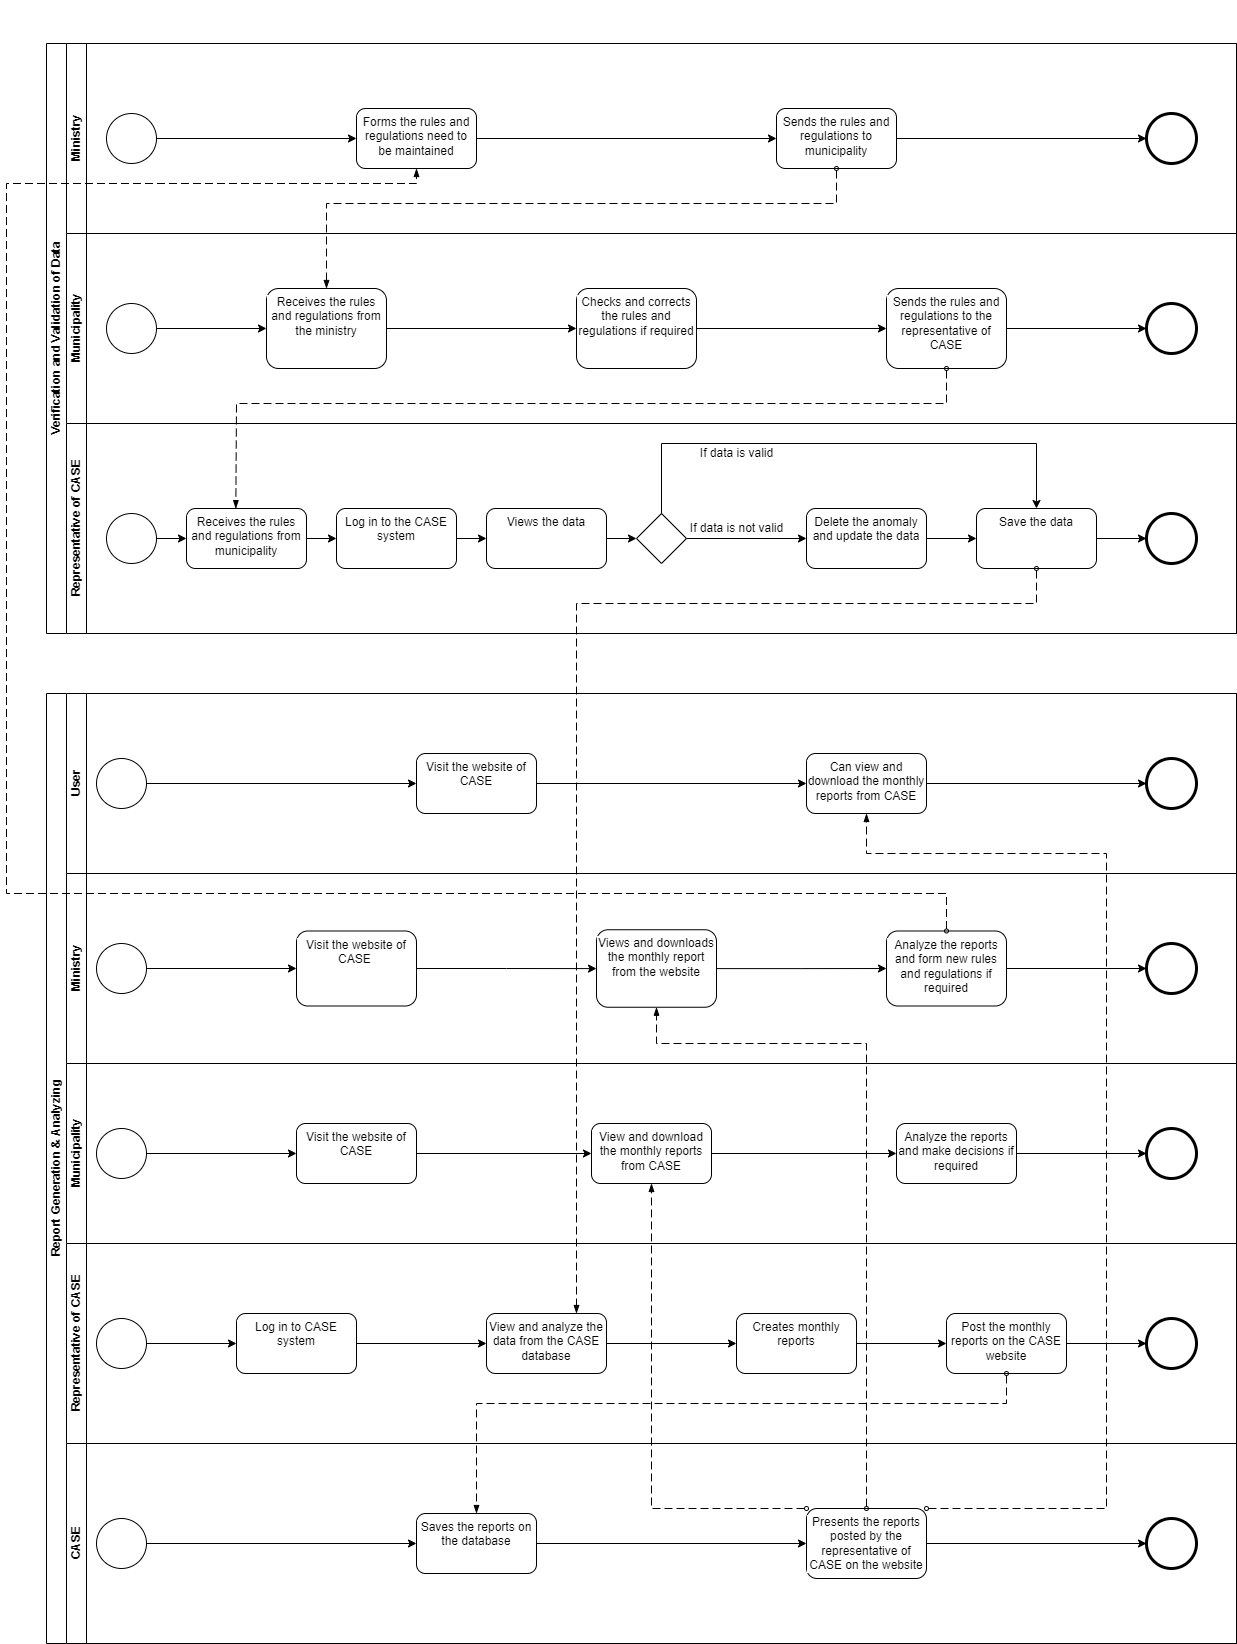 Verification and Validation of Data
Ministry
Forms the rules and
regulations need to
be maintained
Sends the rules and
regulations to
municipality
Municipality
Receives the rules
and regulations from
the ministry
Checks and corrects
the rules and
regulations if required
Sends the rules and
regulations to the
representative of
CASE
Representative of CASE
Receives the rules
and regulations from
municipality
Log in to the CASE
system
Views the data
If data is valid
If data is not valid
Delete the anomaly
and update the data
Save the data
Report Generation & Analyzing
User
Visit the website of
CASE
Can view and
download the monthly
reports from CASE
Ministry
Visit the website of
CASE
Views and downloads
the monthly report
from the website
Analyze the reports
and form new rules
and regulations if
required
Municipality
Visit the website of
CASE
View and download
the monthly reports
from CASE
Analyze the reports
and make decisions if
required
Representative of CASE
Log in to CASE
system
View and analyze the
data from the CASE
database
Creates monthly
reports
Post the monthly
reports on the CASE
website
CASE
Saves the reports on
the database
Presents the reports
posted by the
representative of
CASE on the website